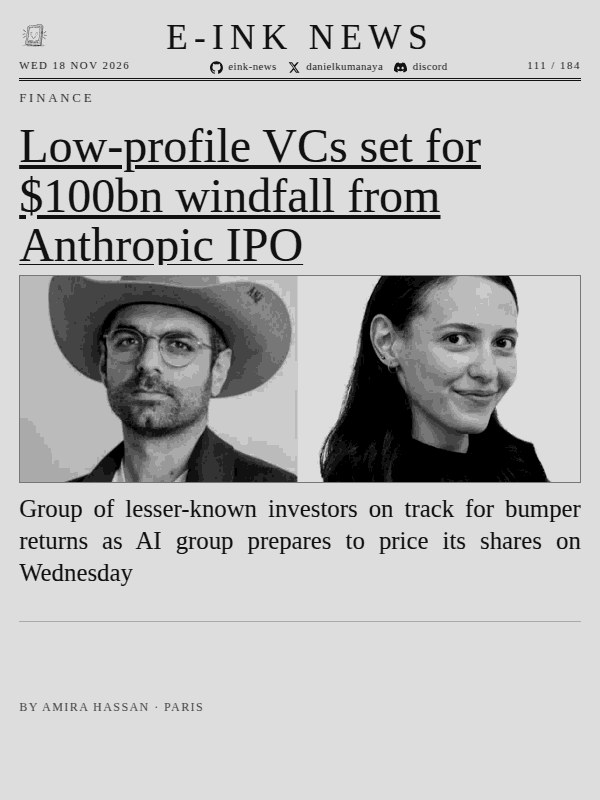 E-INK NEWS
WED 18 NOV 2026
eink-news danielkumanaya discord
111 / 184
FINANCE
Low-profile VCs set for
$100bn windfall from
Anthropic IPO
Group of lesser-known investors on track for bumper
returns as AI group prepares to price its shares on
Wednesday
BY AMIRA HASSAN · PARIS